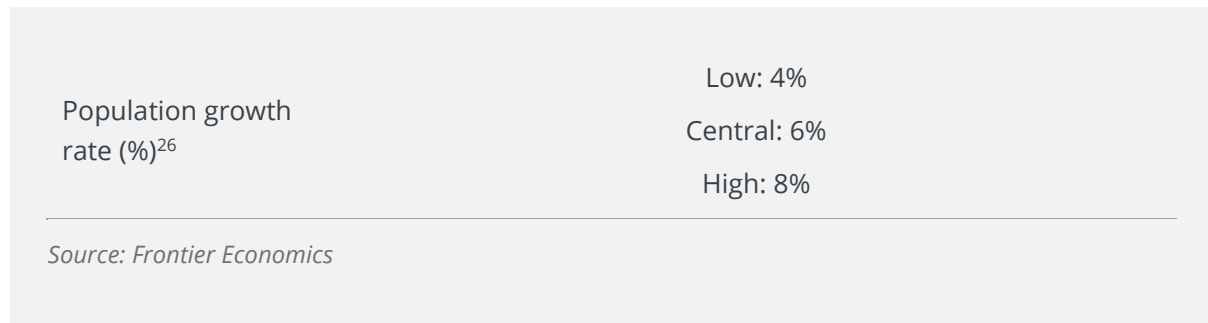 Population growth
rate (%)26
Low: 4%
Central: 6%
High: 8%
Source: Frontier Economics